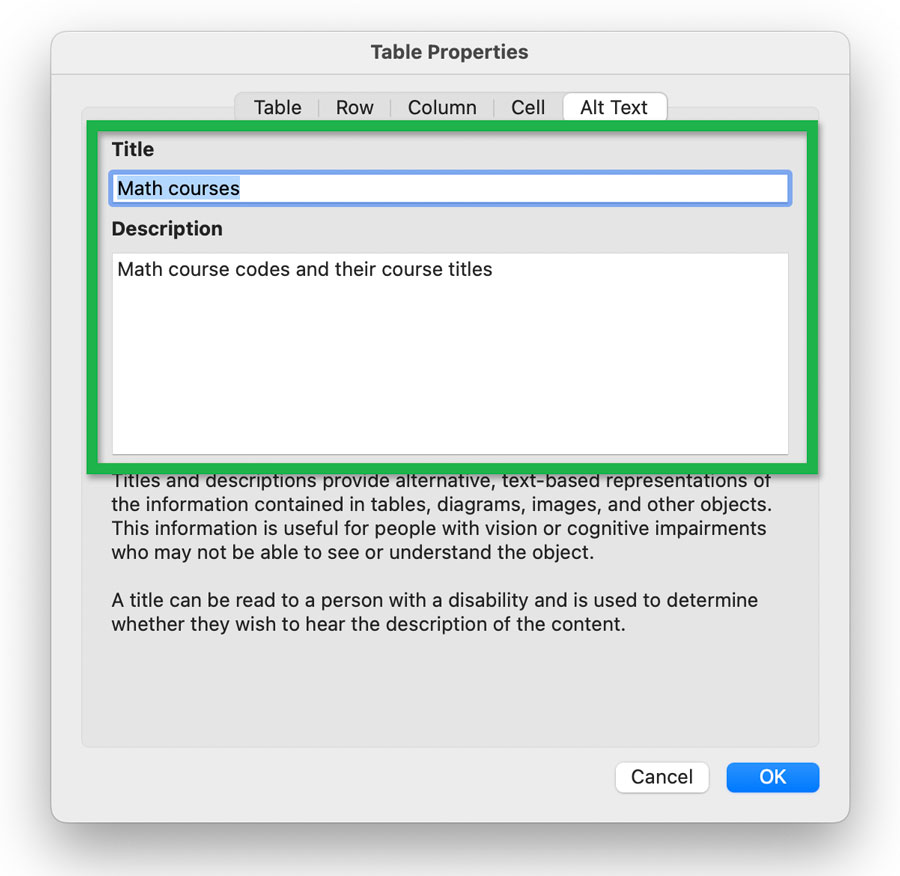 Table Properties
Table Row Column Cell Alt Text
Title
Math courses
Description
Math course codes and their course titles
Titles and descriptions provide alternative, text-based representations of
the information contained in tables, diagrams, images, and other objects.
This information is useful for people with vision or cognitive impairments
who may not be able to see or understand the object.
A title can be read to a person with a disability and is used to determine
whether they wish to hear the description of the content.
Cancel OK